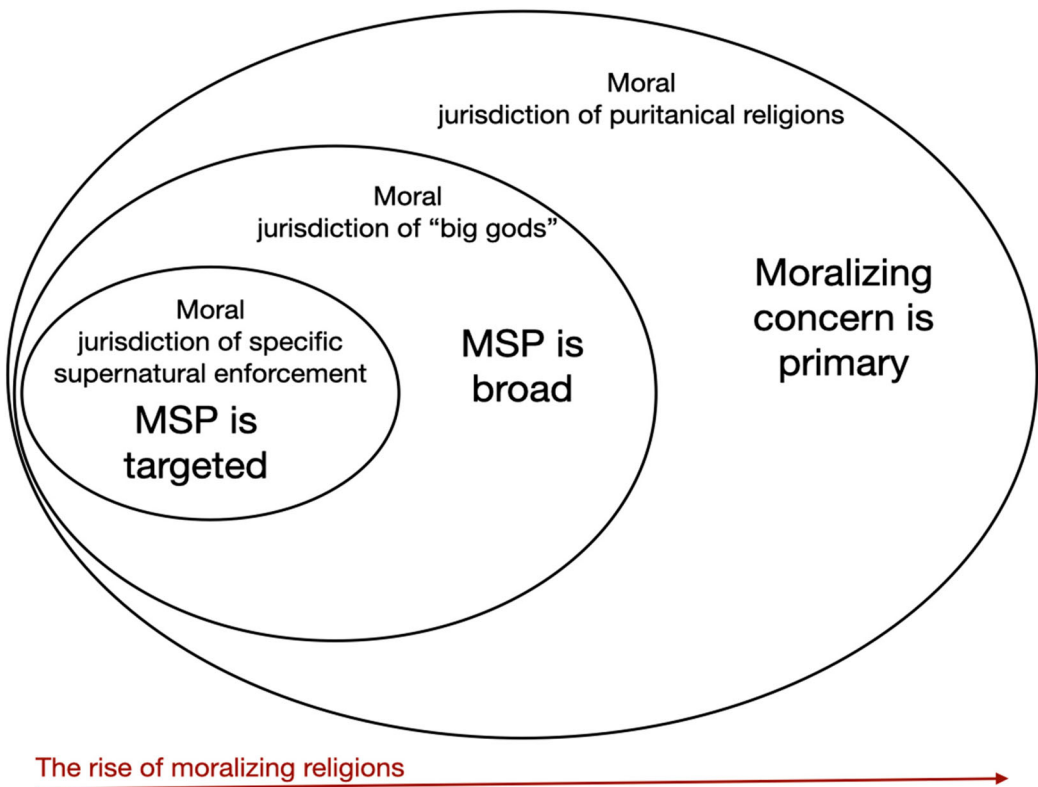 Moral
jurisdiction of puritanical religions
Moral
jurisdiction of “big gods”
Moralizing
concern is
primary
Moral
jurisdiction of specific
supernatural enforcement
MSP is
broad
MSP is
targeted
The rise of moralizing religions